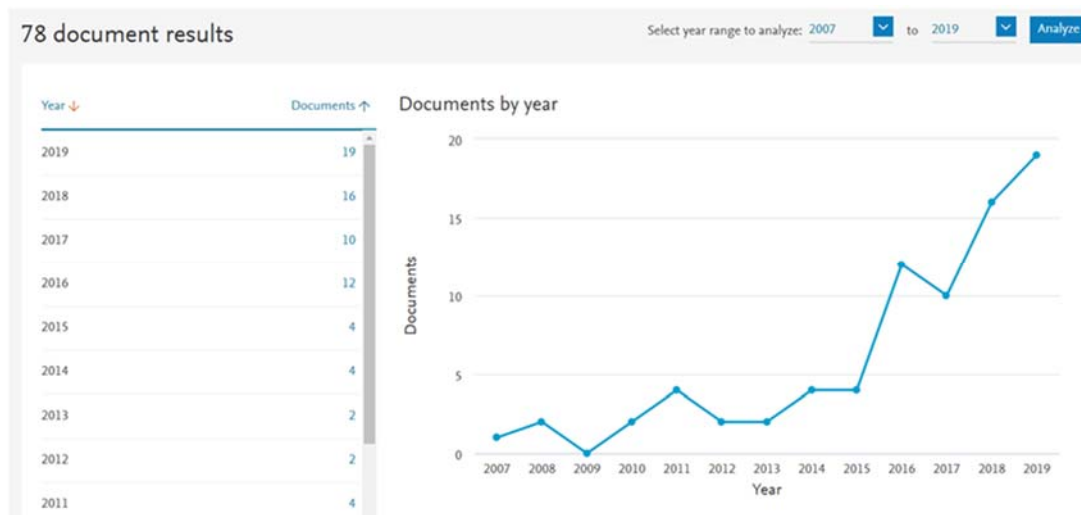 78 document results
Select year range to analyze: 2007 to 2019 Analyze
Year Documents
2019 19
2018 16
2017 10
2016 12
2015 4
2014 4
2013 2
2012 2
2011 4
Documents by year
20
15
10
5
0
Documents
2007 2008 2009 2010 2011 2012 2013 2014 2015 2016 2017 2018 2019
Year